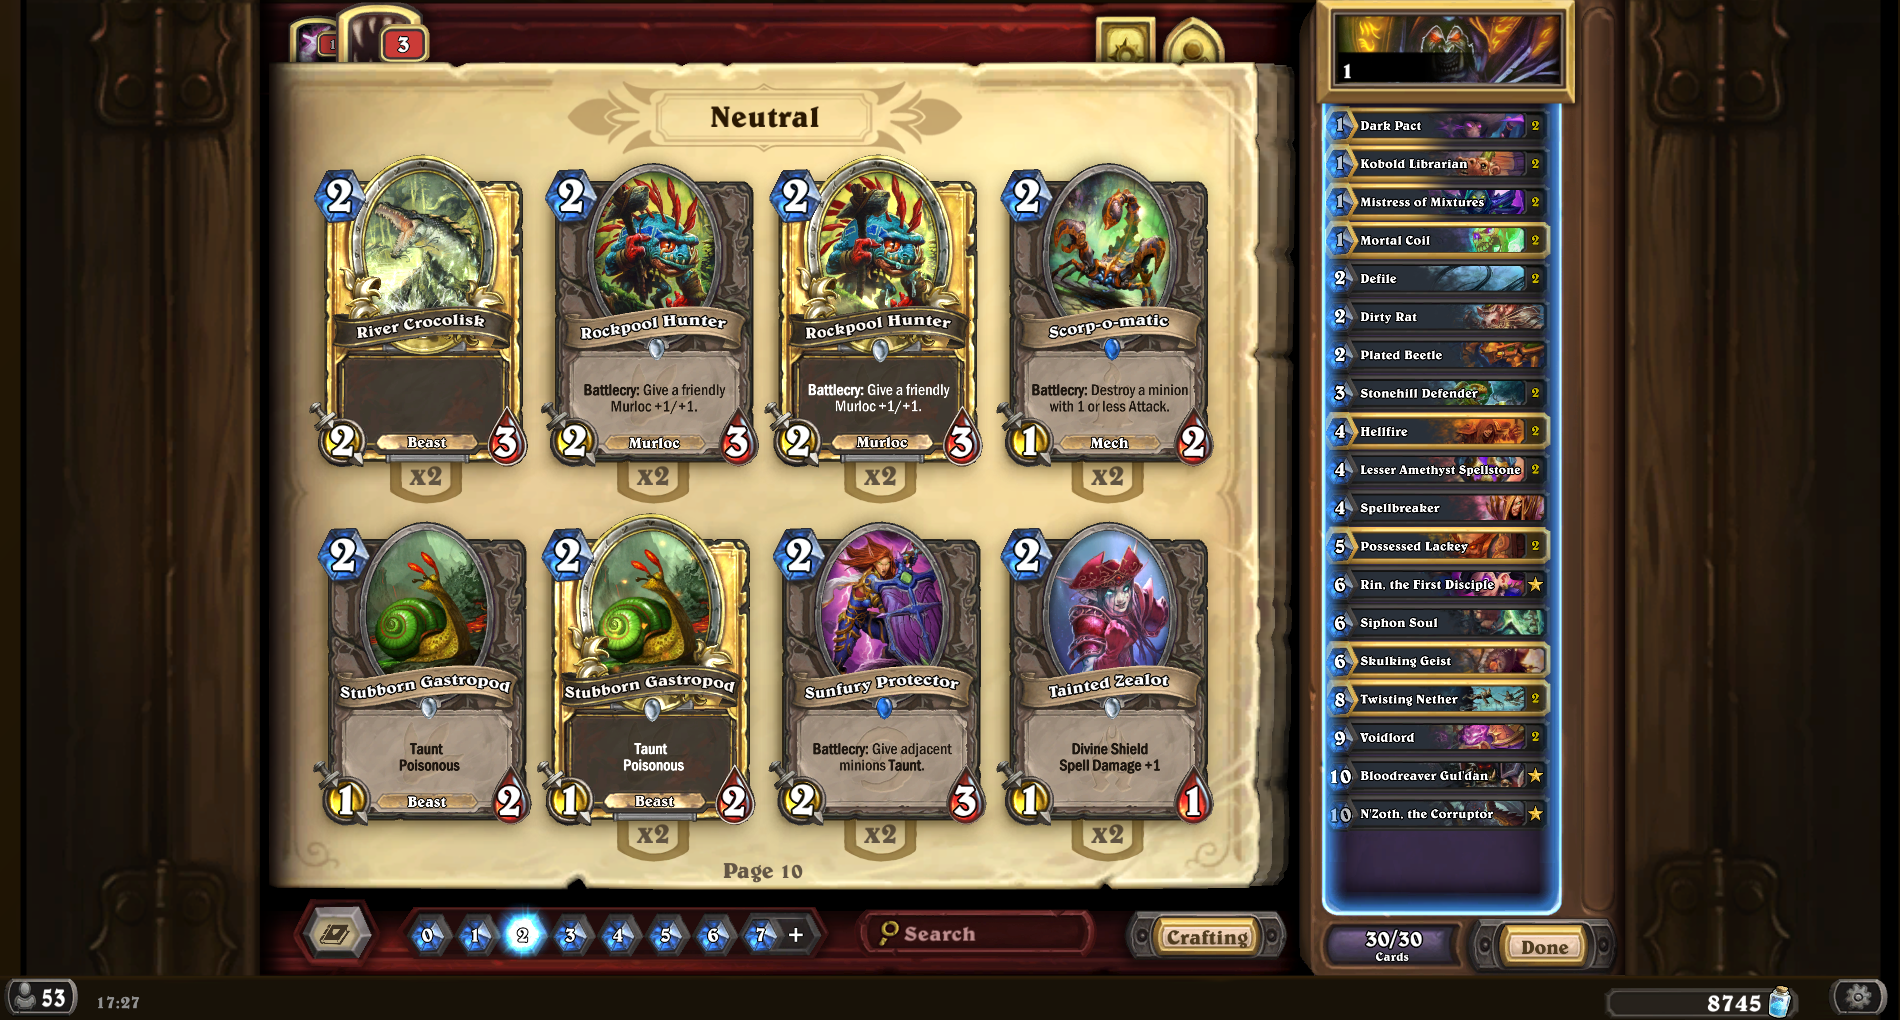 1
3
Neutral
2
River Crocolisk
2
Beast
3
x2
2
Rockpool Hunter
Battlecry: Give a friendly
Murloc +1/+1.
2
Murloc
3
x2
2
Rockpool Hunter
Battlecry: Give a friendly
Murloc +1/+1.
2
Murloc
3
x2
2
Scorp-o-matic
Battlecry: Destroy a minion
with 1 or less Attack.
1
Mech
2
x2
2
Stubborn Gastropod
Taunt
Poisonous
1
Beast
2
2
Stubborn Gastropod
Taunt
Poisonous
1
Beast
2
x2
2
Sunfury Protector
Battlecry: Give adjacent
minions Taunt.
2
3
x2
2
Tainted Zealot
Divine Shield
Spell Damage +1
1
1
x2
Page 10
0 1 2 3 4 5 6 7 +
Search
Crafting
1
1 Dark Pact 2
1 Kobold Librarian 2
1 Mistress of Mixtures 2
1 Mortal Coil 2
2 Defile 2
2 Dirty Rat
2 Plated Beetle 2
3 Stonehill Defender 2
4 Hellfire 2
4 Lesser Amethyst Spellstone 2
4 Spellbreaker
5 Possessed Lackey 2
6 Rin, the First Disciple
6 Siphon Soul
6 Skulking Geist
8 Twisting Nether 2
9 Voidlord 2
10 Bloodreaver Gul'dan
10 N'Zoth, the Corruptor
30/30
Cards
Done
53
17:27
8745